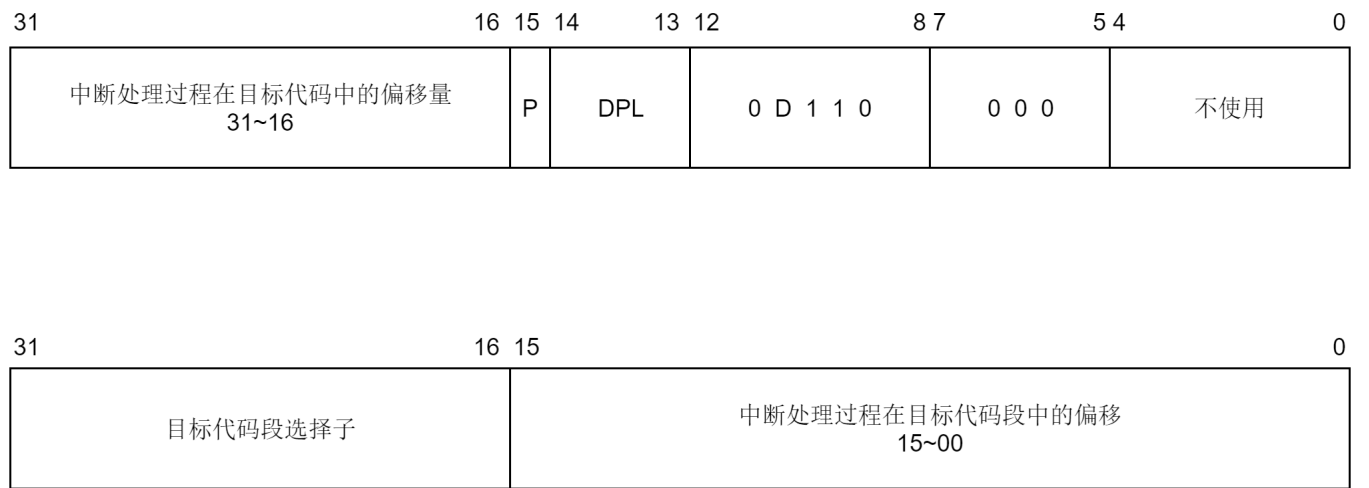 31 16 15 14 13 12 8 7 5 4 0
中断处理过程在目标代码中的偏移量
31~16
P
DPL
0 D 1 1 0
0 0 0
不使用
31 16 15 0
目标代码段选择子
中断处理过程在目标代码段中的偏移
15~00